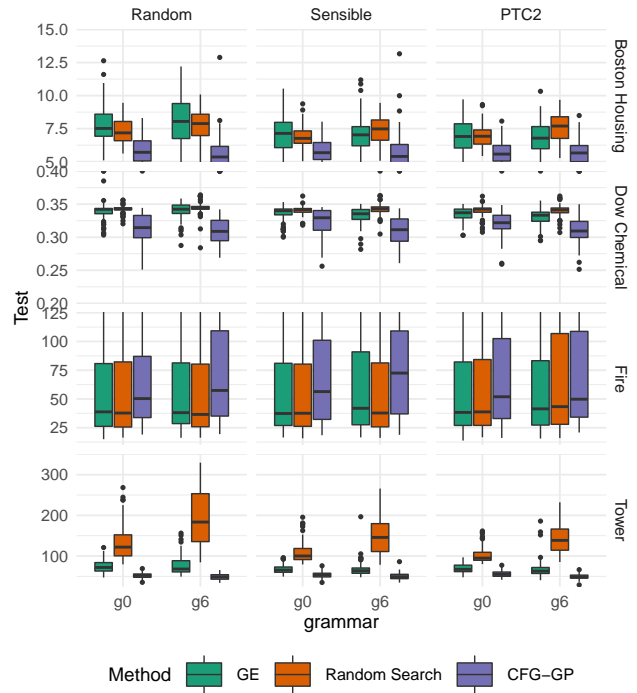 Random Sensible PTC2
15.0
12.5
10.0
7.5
5.0
Boston Housing
0.40
0.35
0.30
0.25
0.20
Dow Chemical
125
100
75
50
25
Fire
300
200
100
Tower
Test
g0 g6 g0 g6 g0 g6
grammar
Method GE Random Search CFG−GP